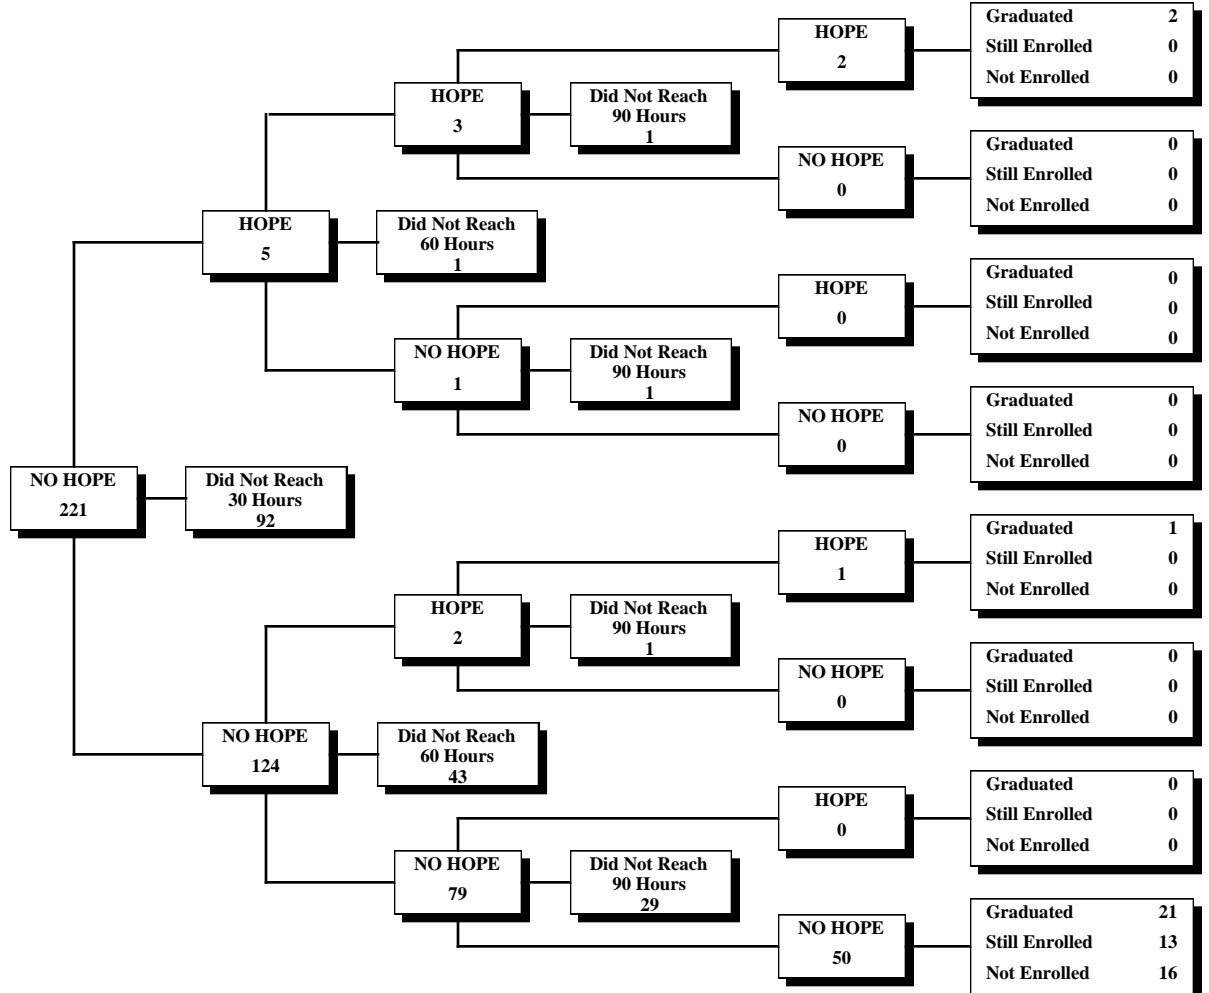 HOPE
2
Graduated 2
Still Enrolled 0
Not Enrolled 0
HOPE
3
Did Not Reach
90 Hours
1
NO HOPE
0
Graduated 0
Still Enrolled 0
Not Enrolled 0
HOPE
5
Did Not Reach
60 Hours
1
HOPE
0
Graduated 0
Still Enrolled 0
Not Enrolled 0
NO HOPE
1
Did Not Reach
90 Hours
1
NO HOPE
0
Graduated 0
Still Enrolled 0
Not Enrolled 0
NO HOPE
221
Did Not Reach
30 Hours
92
HOPE
1
Graduated 1
Still Enrolled 0
Not Enrolled 0
HOPE
2
Did Not Reach
90 Hours
1
NO HOPE
0
Graduated 0
Still Enrolled 0
Not Enrolled 0
NO HOPE
124
Did Not Reach
60 Hours
43
HOPE
0
Graduated 0
Still Enrolled 0
Not Enrolled 0
NO HOPE
79
Did Not Reach
90 Hours
29
NO HOPE
50
Graduated 21
Still Enrolled 13
Not Enrolled 16